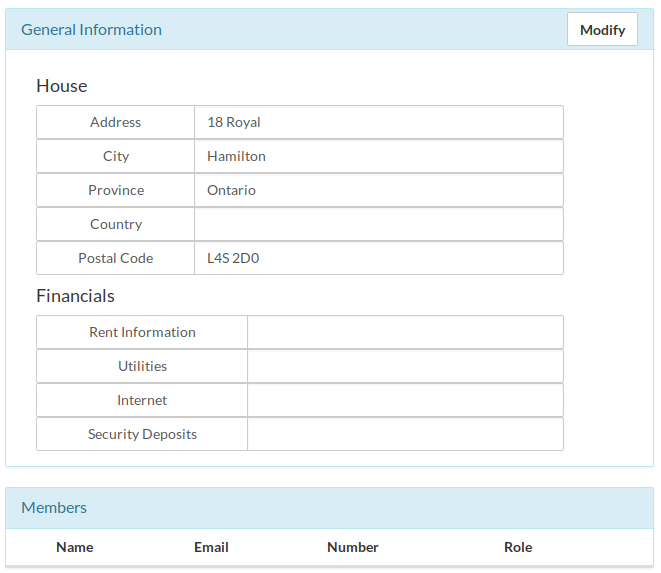 General Information Modify
House
Address 18 Royal
City Hamilton
Province Ontario
Country
Postal Code L4S 2D0
Financials
Rent Information
Utilities
Internet
Security Deposits
Members
Name Email Number Role